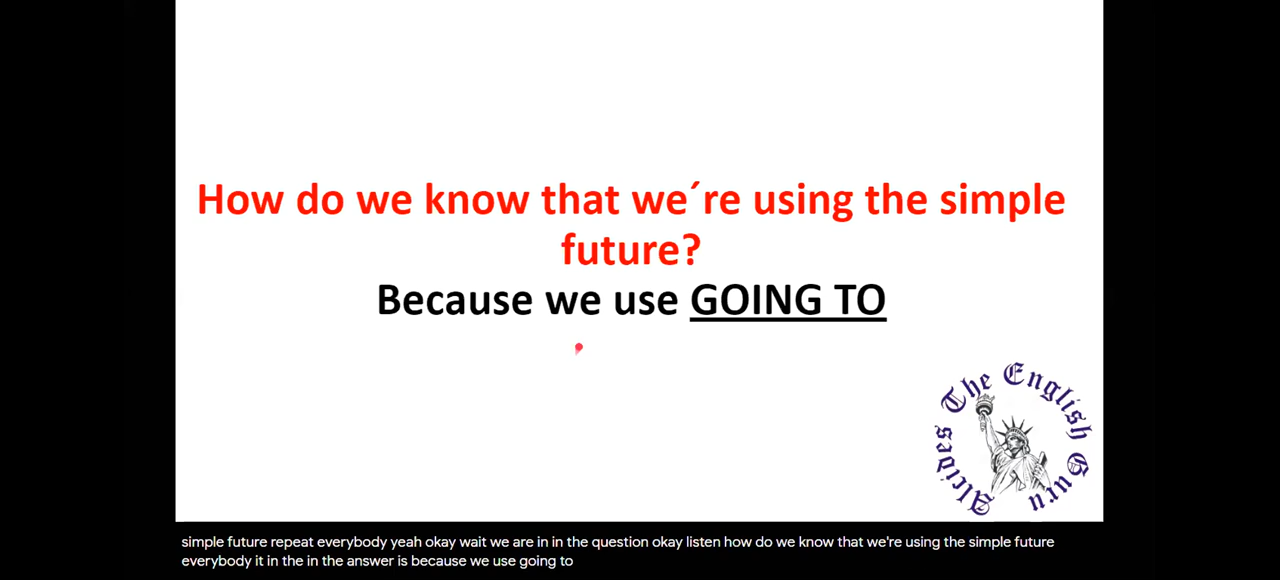 How do we know that we´re using the simple
future?
Because we use GOING TO
Alcides The English Guru
simple future repeat everybody yeah okay wait we are in in the question okay listen how do we know that we're using the simple future
everybody it in the in the answer is because we use going to